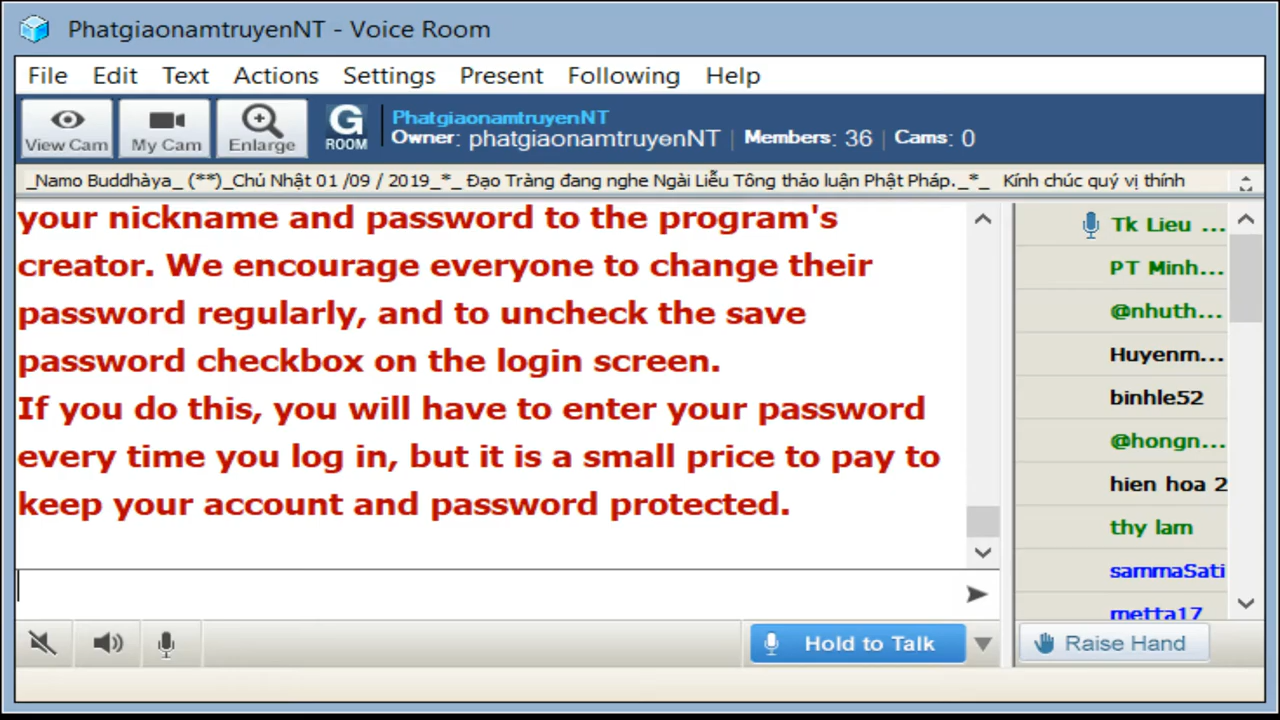 PhatgiaonamtruyenNT - Voice Room
File Edit Text Actions Settings Present Following Help
View Cam My Cam Enlarge
G ROOM
PhatgiaonamtruyenNT
Owner: phatgiaonamtruyenNT | Members: 36 | Cams: 0
_Namo Buddhàya_ (**)_Chủ Nhật 01 /09 / 2019_*_ Đạo Tràng đang nghe Ngài Liễu Tông thảo luận Phật Pháp._*_ Kính chúc quý vị thính
your nickname and password to the program's
creator. We encourage everyone to change their
password regularly, and to uncheck the save
password checkbox on the login screen.
If you do this, you will have to enter your password
every time you log in, but it is a small price to pay to
keep your account and password protected.
Tk Lieu ...
PT Minh...
@nhuth...
Huyenm...
binhle52
@hongn...
hien hoa 2
thy lam
sammaSati
metta17
Hold to Talk
Raise Hand